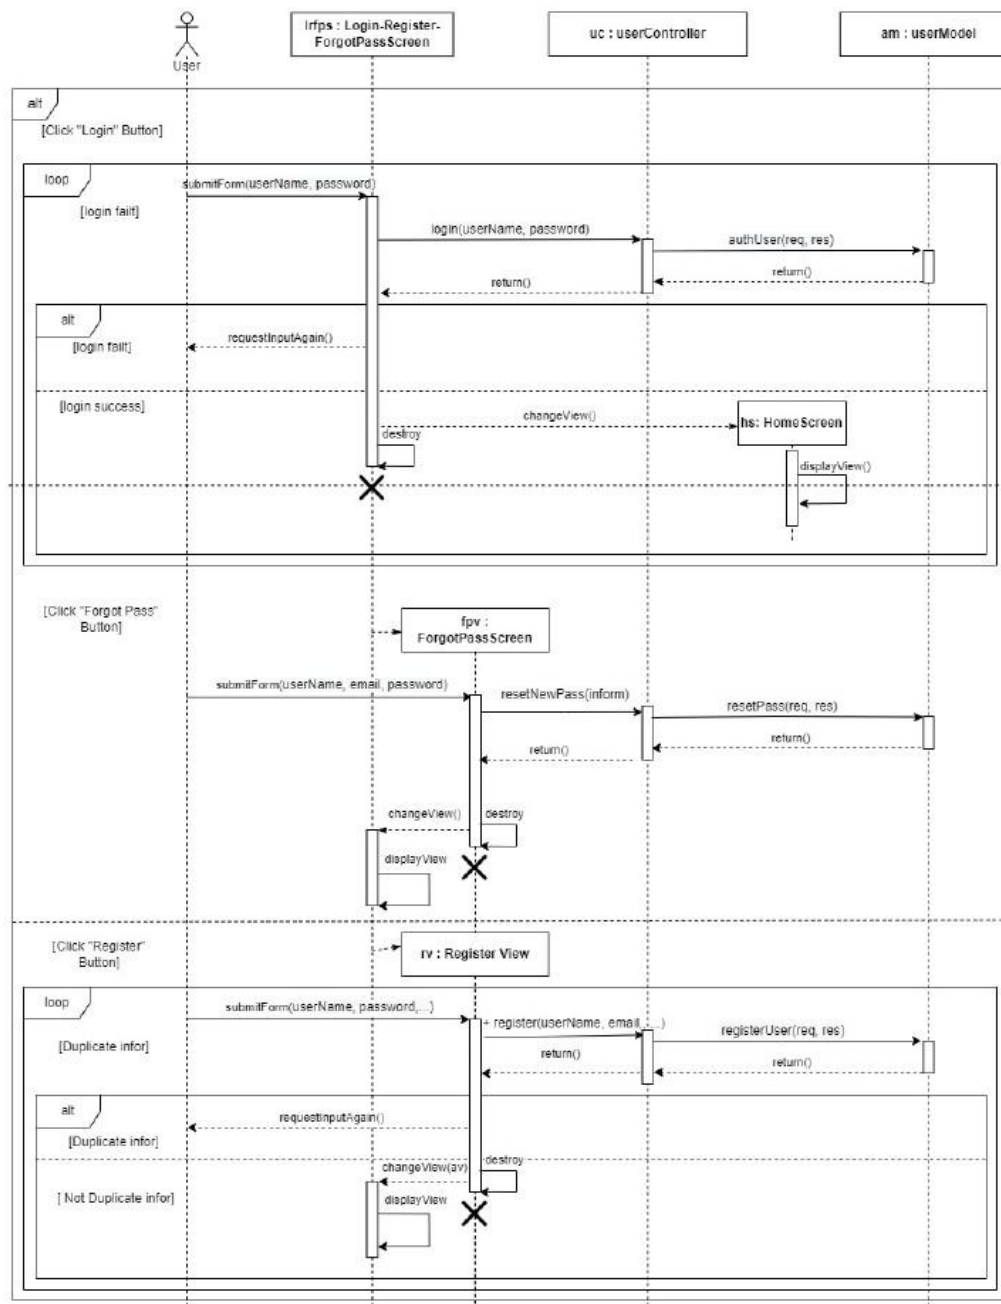 lrfps : Login-Register-
ForgotPassScreen
uc : userController
am : userModel
User
alt
[Click "Login" Button]
loop
submitForm(userName, password)
[login failt]
login(userName, password)
authUser(req, res)
return()
return()
alt
requestInputAgain()
[login failt]
[login success]
changeView()
hs: HomeScreen
destroy
displayView()
[Click "Forgot Pass"
Button]
fpv :
ForgotPassScreen
submitForm(userName, email, password)
resetNewPass(inform)
resetPass(req, res)
return()
return()
changeView()
destroy
displayView
[Click "Register"
Button]
rv : Register View
loop
submitForm(userName, password,...)
+ register(userName, email, ...)
registerUser(req, res)
[Duplicate infor]
return()
return()
alt
requestInputAgain()
[Duplicate infor]
changeView(av)
destroy
[ Not Duplicate infor]
displayView